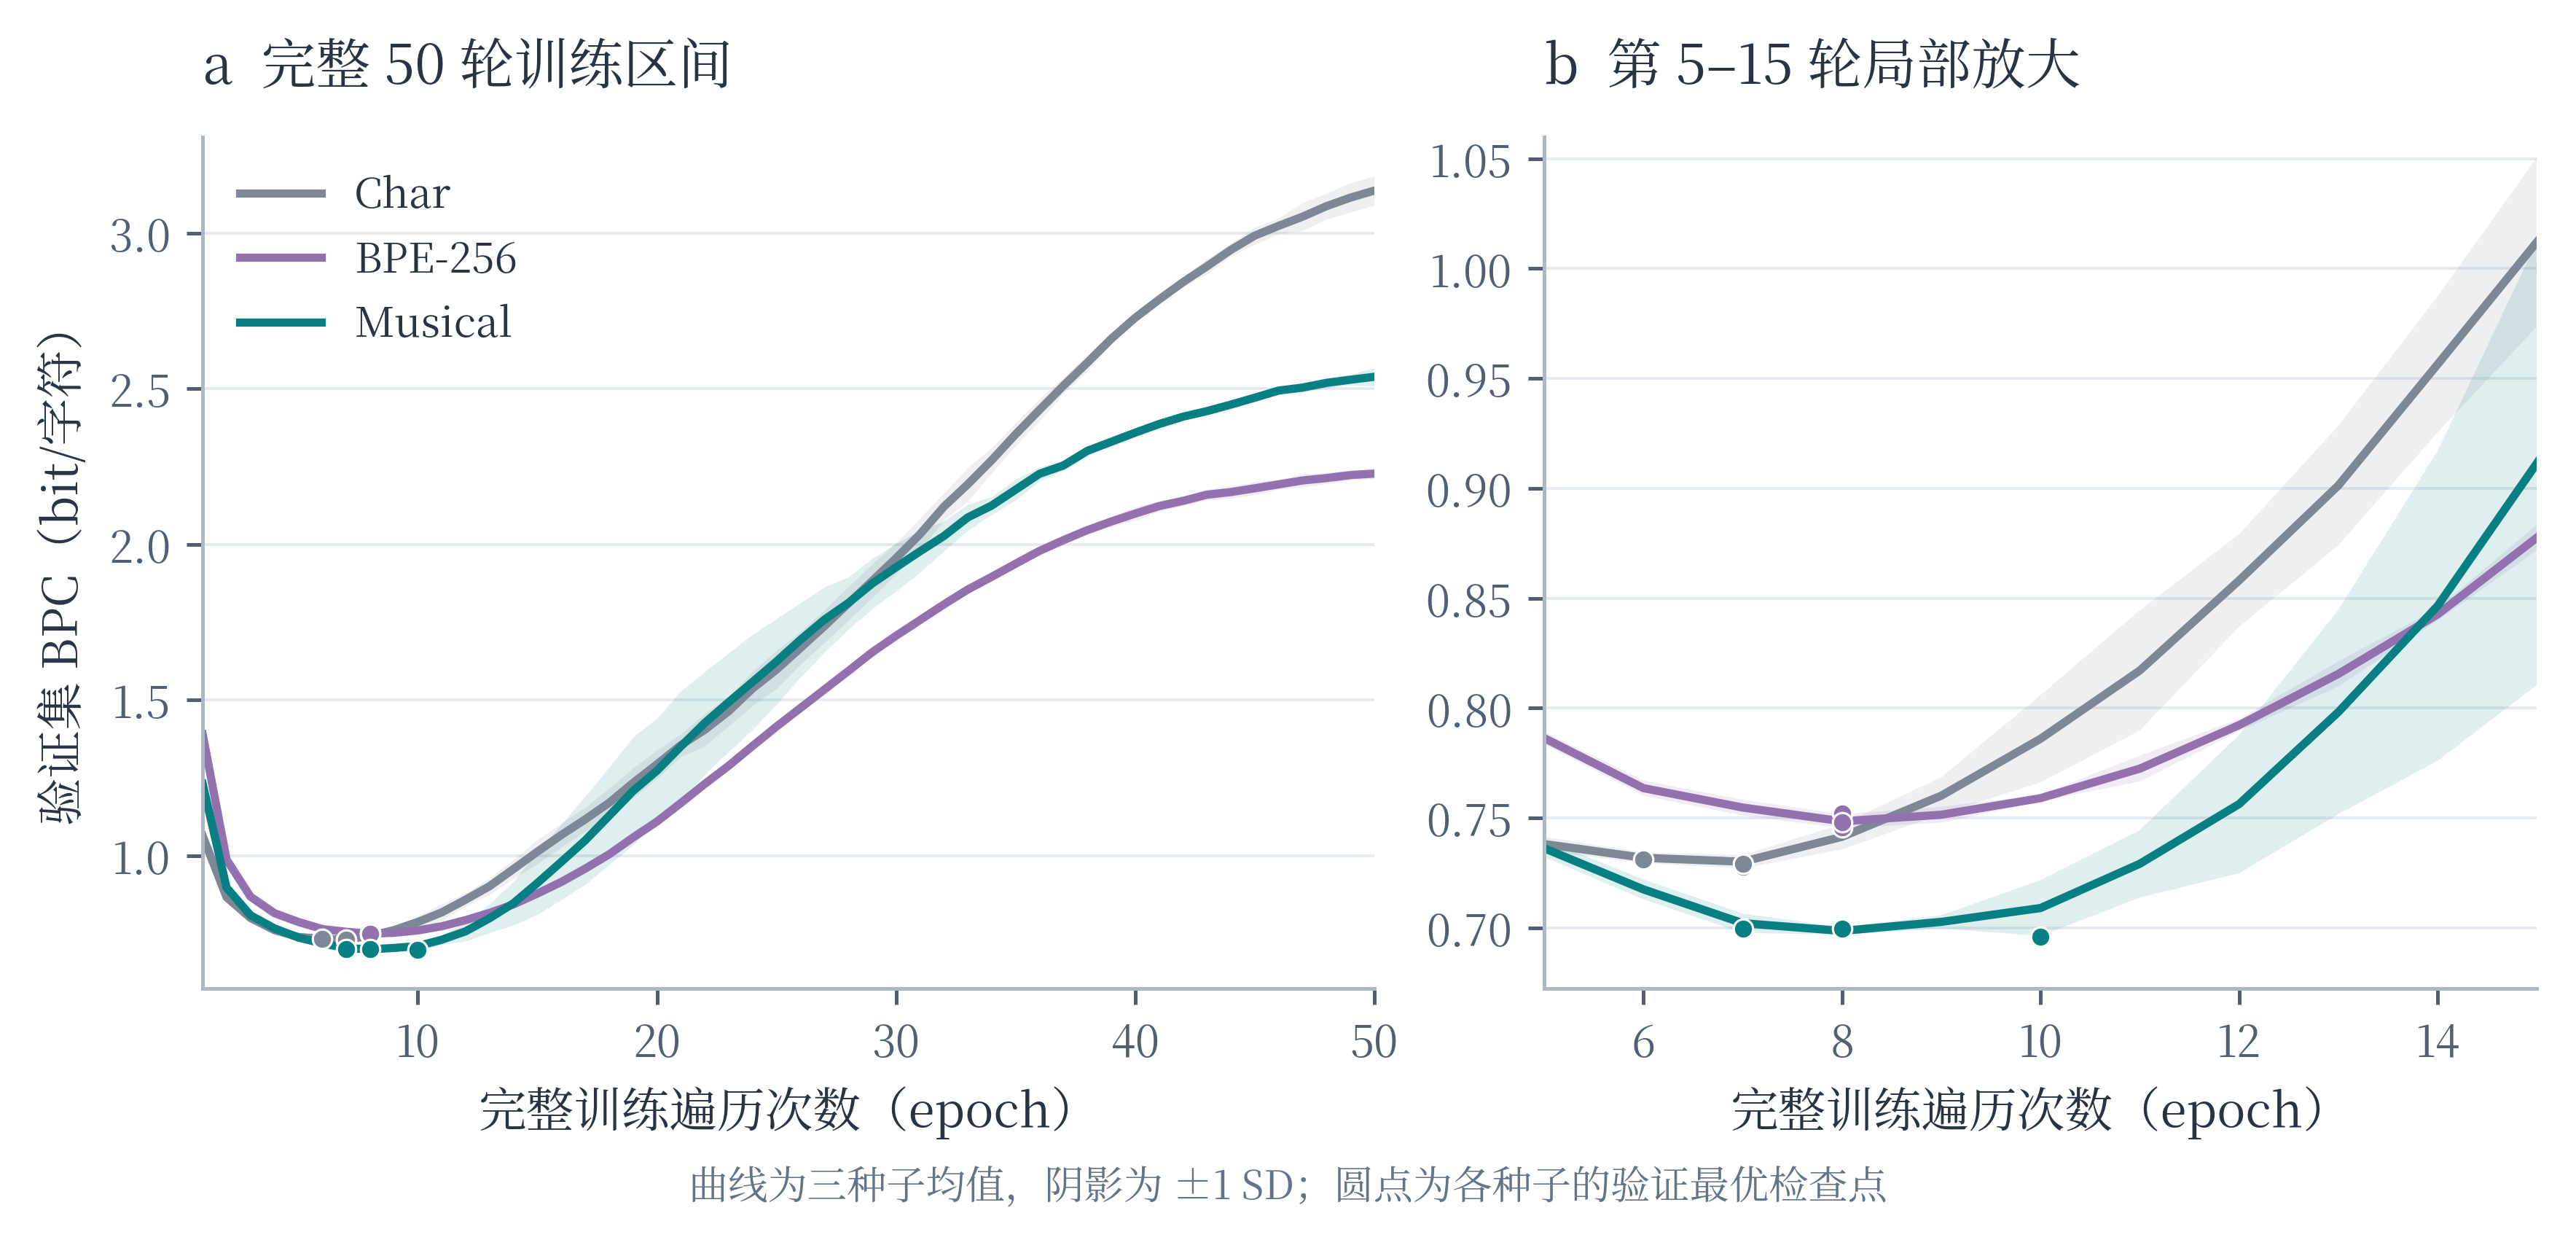 a 完整 50 轮训练区间
Char
BPE-256
Musical
3.0
2.5
2.0
1.5
1.0
验证集 BPC（bit/字符）
10 20 30 40 50
完整训练遍历次数（epoch）
b 第 5–15 轮局部放大
1.05
1.00
0.95
0.90
0.85
0.80
0.75
0.70
6 8 10 12 14
完整训练遍历次数（epoch）
曲线为三种子均值，阴影为 ±1 SD；圆点为各种子的验证最优检查点